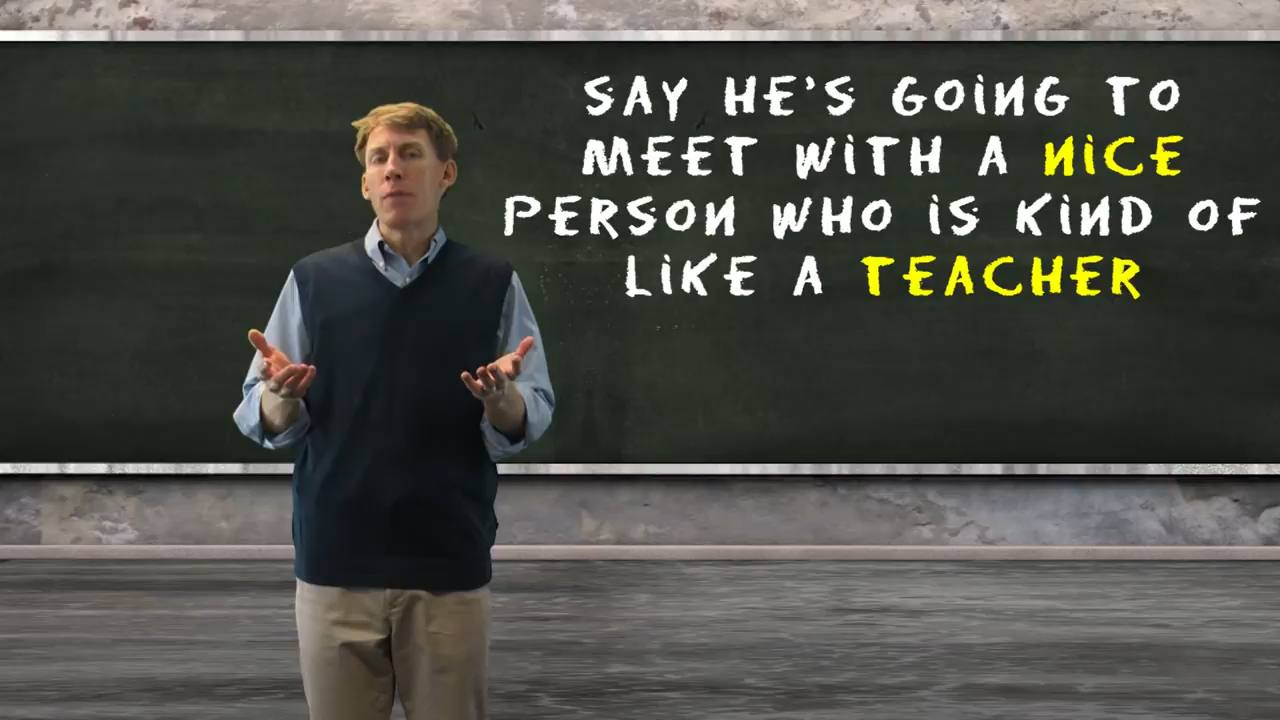 SAY HE'S GOING TO
MEET WITH A NICE
PERSON WHO IS KIND OF
LIKE A TEACHER